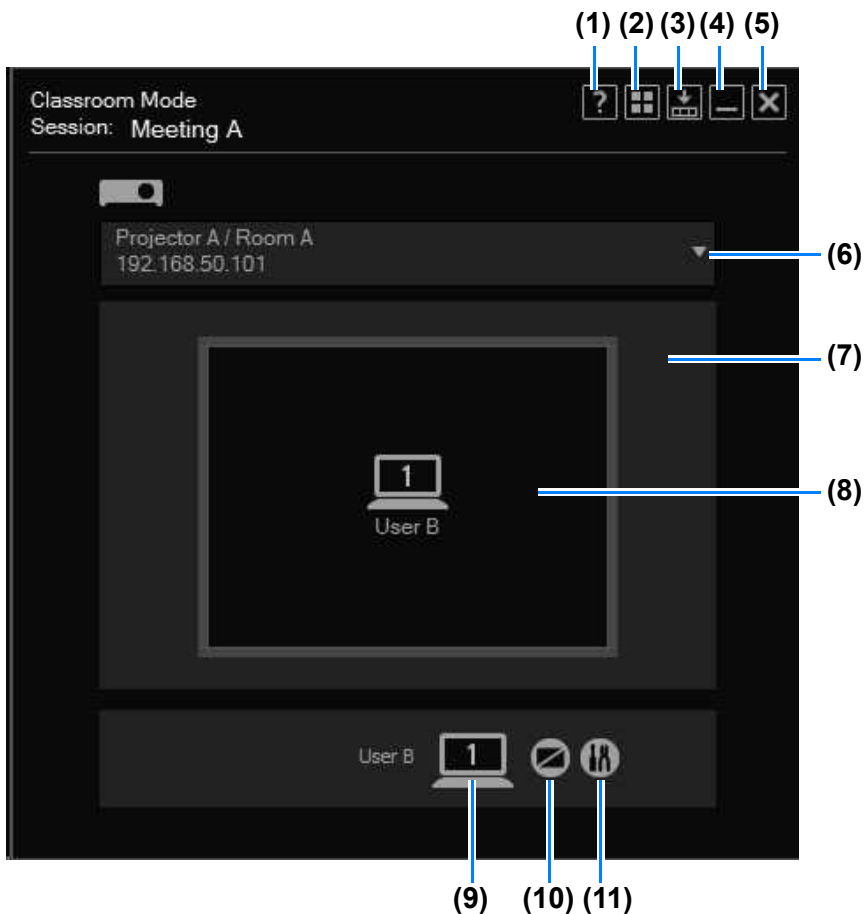 (1) (2) (3) (4) (5)
Classroom Mode
Session: Meeting A
?
Projector A / Room A
192.168.50.101
(6)
(7)
1
User B
(8)
User B 1
(9) (10) (11)